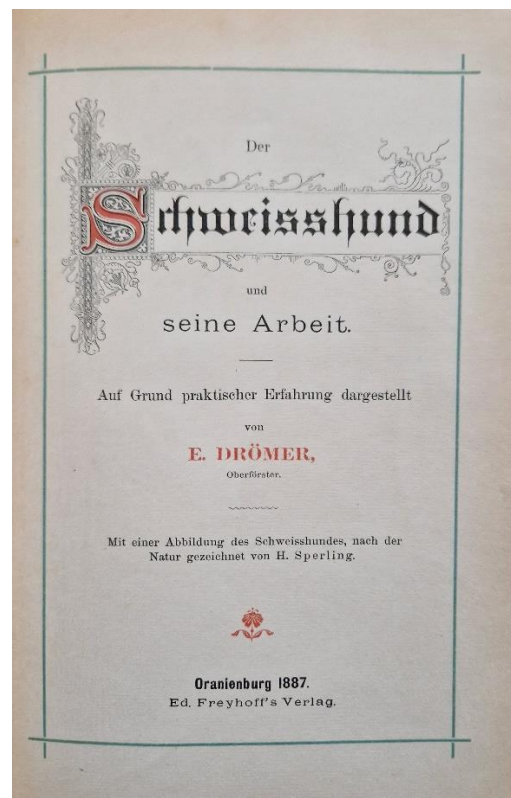 Der
Schweisshund
und
seine Arbeit.
Auf Grund praktischer Erfahrung dargestellt
von
E. DRÖMER,
Oberförster.
Mit einer Abbildung des Schweisshundes, nach der
Natur gezeichnet von H. Sperling.
Oranienburg 1887.
Ed. Freyhoff's Verlag.